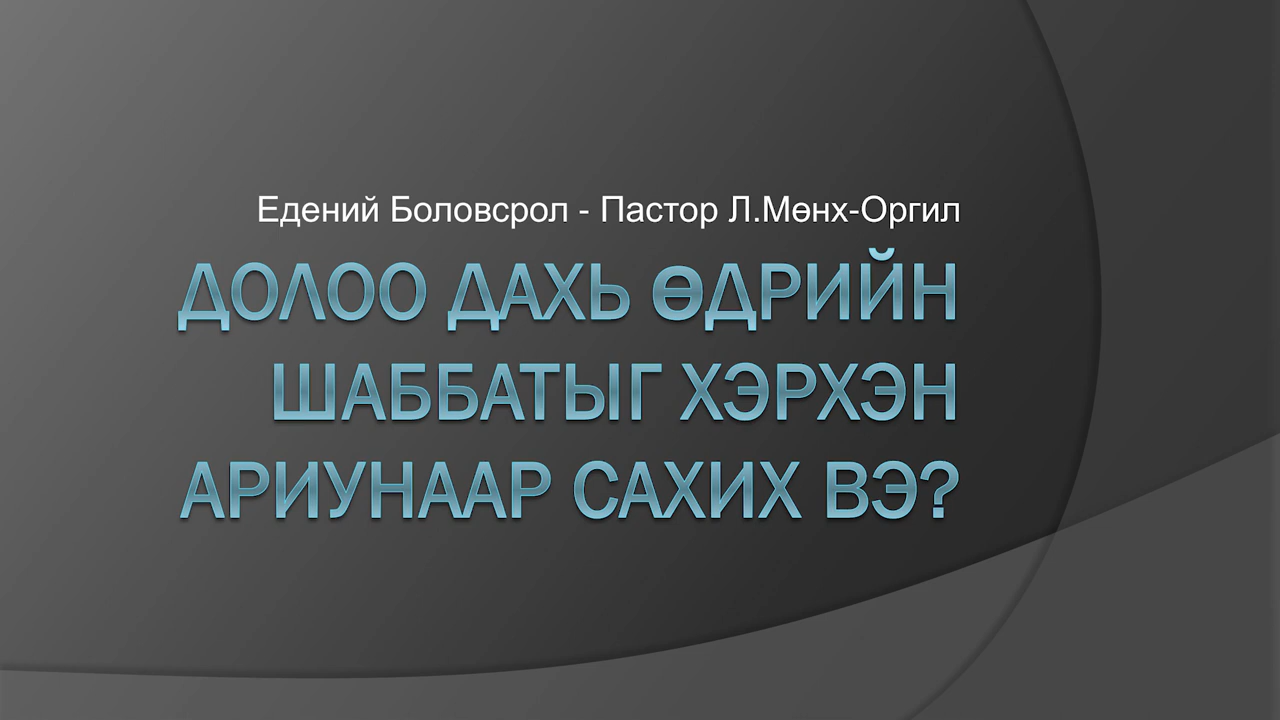 Едений Боловсрол - Пастор Л.Мөнх-Оргил
ДОЛОО ДАХЬ ӨДРИЙН
ШАББАТЫГ ХЭРХЭН
АРИУНААР САХИХ ВЭ?